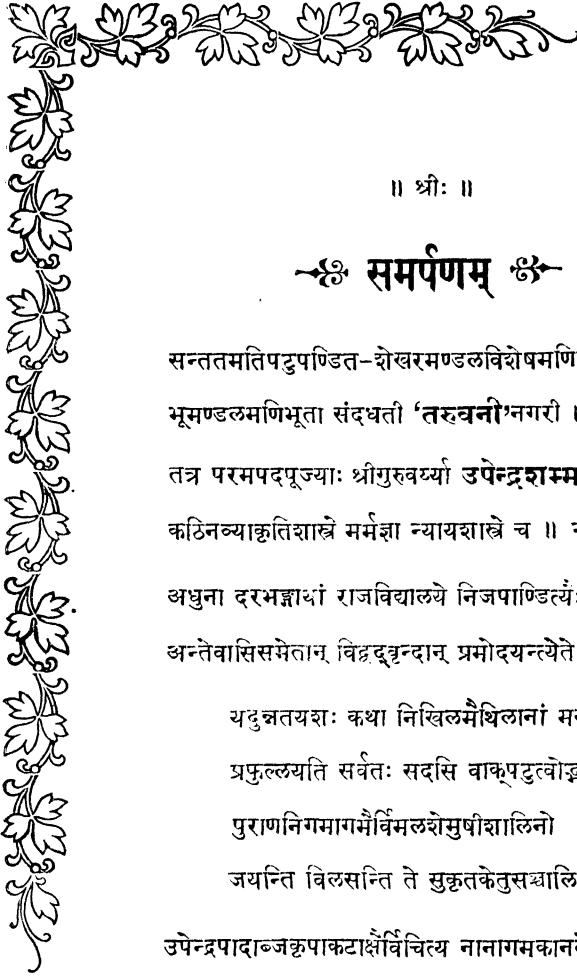 ॥ श्रीः ॥
समर्पणम्
सन्ततमतिपटुपण्डित-शेखरमण्डलविशेषमणि
भूमण्डलमणिभूता संदधती ‘तरुवनी’नगरी ॥
तत्र परमपदपूज्याः श्रीगुरुवर्य्या उपेन्द्रशम्म
कठिनव्याकृतिशास्त्रे मर्मज्ञा न्यायशास्त्रे च ॥
अधुना दरभङ्गायां राजविद्यालये निजपाण्डित्यैः
अन्तेवासिसमेतान् विद्वद्वृन्दान् प्रमोदयन्त्येते
यदुन्नतयशः कथा निखिलमैथिलानां
प्रफुल्लयति सर्वतः सदसि
पुराणनिगमागमैर्विमलशेमुषीशालिनो
जयन्ति विलसन्ति ते सुकृतकेतुसञ्चालि
उपेन्द्रपादाब्जकृपाकटाक्षैर्विचित्य